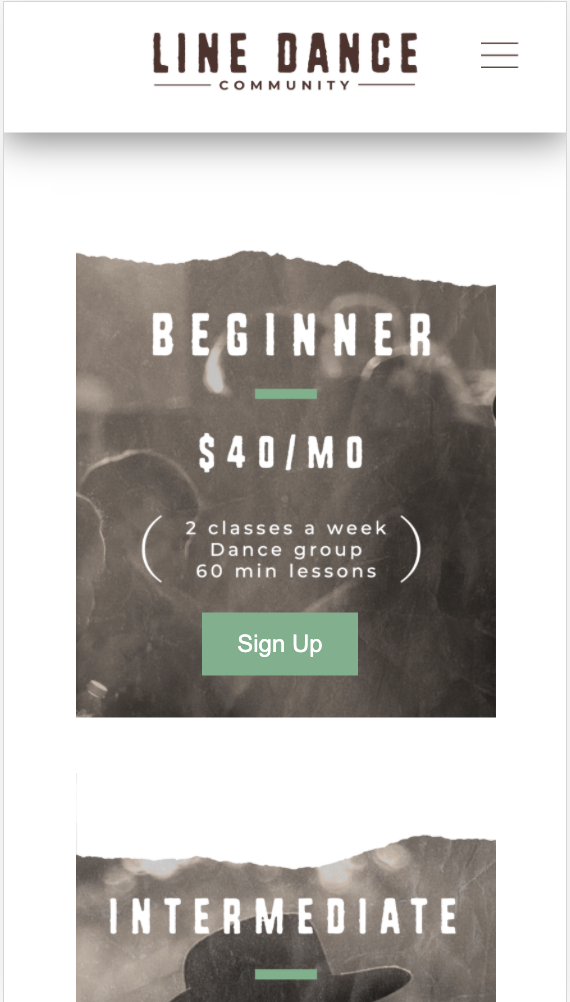 LINE DANCE
COMMUNITY
BEGINNER
$40/MO
2 classes a week
Dance group
60 min lessons
Sign Up
INTERMEDIATE